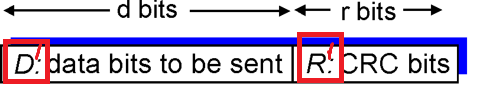 d bits r bits
D: data bits to be sent R: CRC bits